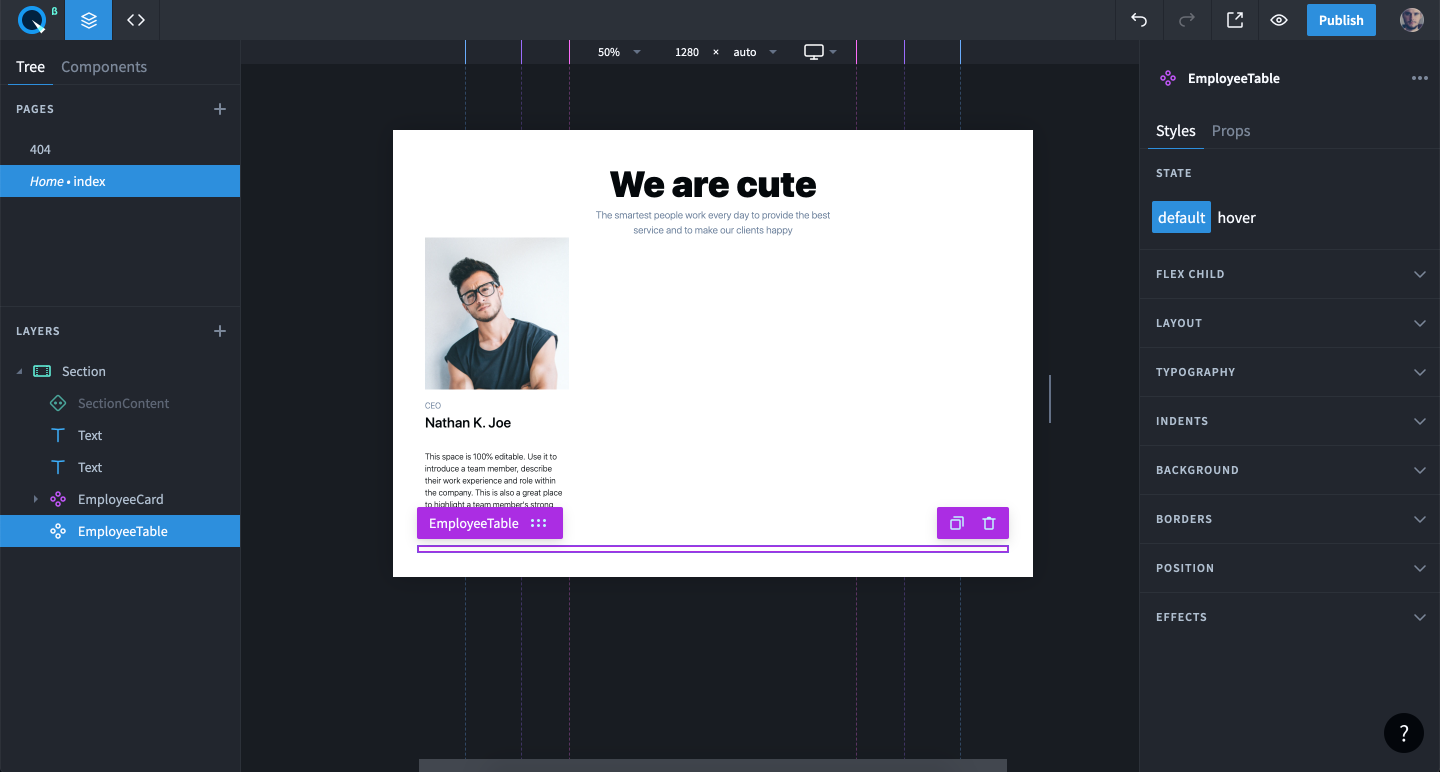 β
50%
1280 × auto
Publish
Tree Components
PAGES
404
Home • index
LAYERS
Section
SectionContent
Text
Text
EmployeeCard
EmployeeTable
We are cute
The smartest people work every day to provide the best
service and to make our clients happy
CEO
Nathan K. Joe
This space is 100% editable. Use it to
introduce a team member, describe
their work experience and role within
the company. This is also a great place
to highlight a team member's strong
EmployeeTable
EmployeeTable
Styles Props
STATE
default hover
FLEX CHILD
LAYOUT
TYPOGRAPHY
INDENTS
BACKGROUND
BORDERS
POSITION
EFFECTS
?